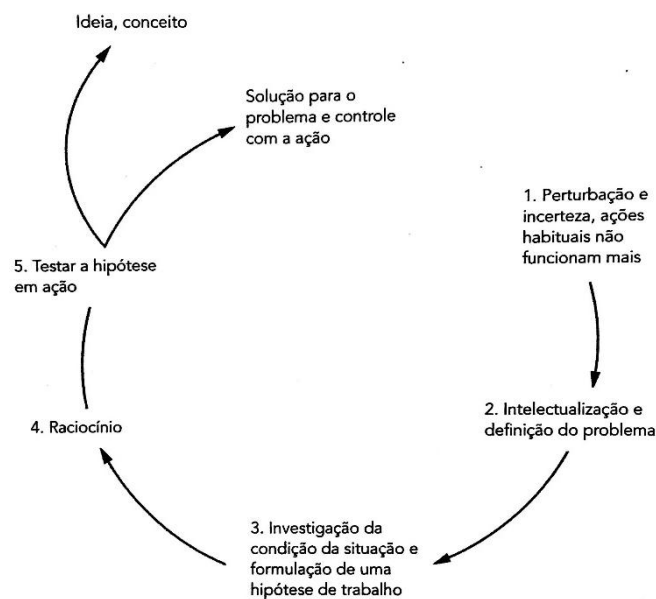 Ideia, conceito
Solução para o
problema e controle
com a ação
1. Perturbação e
incerteza, ações
habituais não
funcionam mais
2. Intelectualização e
definição do problema
3. Investigação da
condição da situação e
formulação de uma
hipótese de trabalho
4. Raciocínio
5. Testar a hipótese
em ação